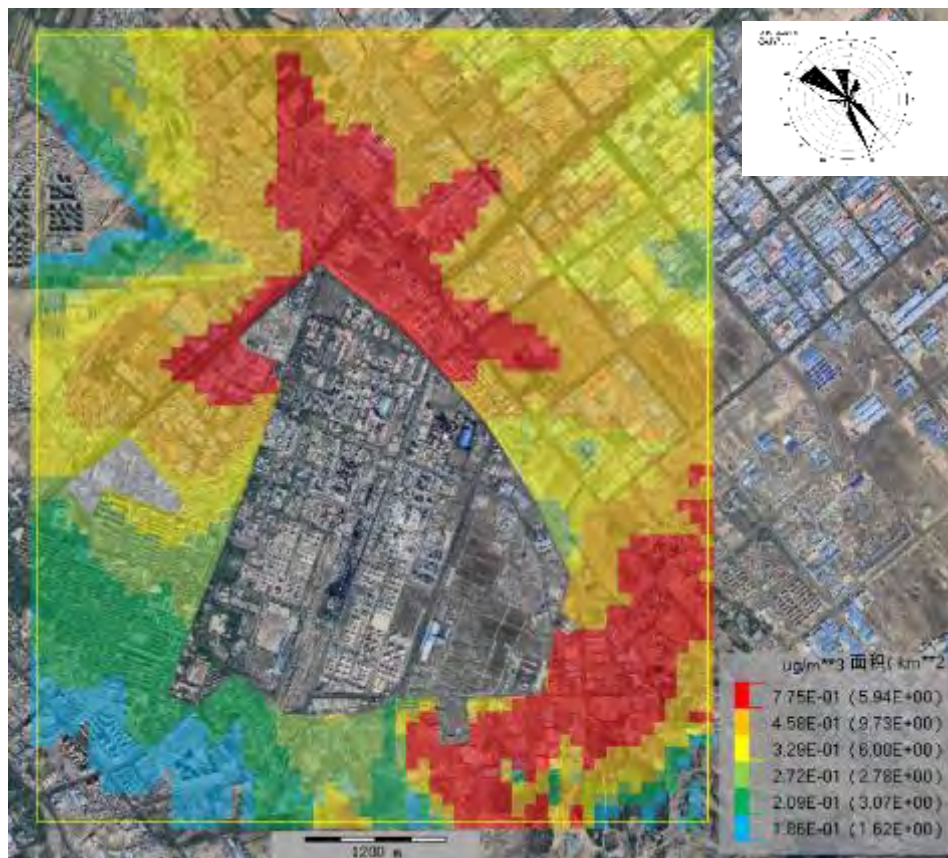 ug/m**3 面积( km**2
7.75E-01 (5.94E+00)
4.58E-01 (9.73E+00)
3.29E-01 (6.00E+00)
2.72E-01 (2.78E+00)
2.09E-01 (3.07E+00)
1.86E-01 (1.62E+00)
1200 m